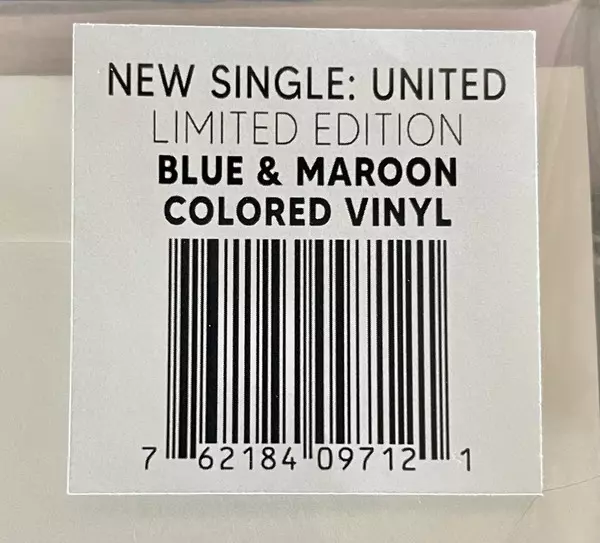 NEW SINGLE: UNITED
LIMITED EDITION
BLUE & MAROON
COLORED VINYL
7 62184 09712 1